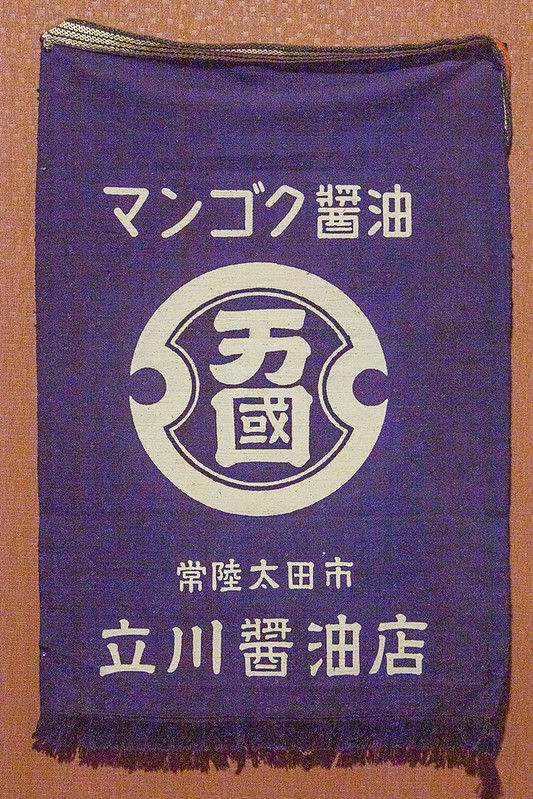 マンゴク醤油
万
國
常陸太田市
立川醤油店